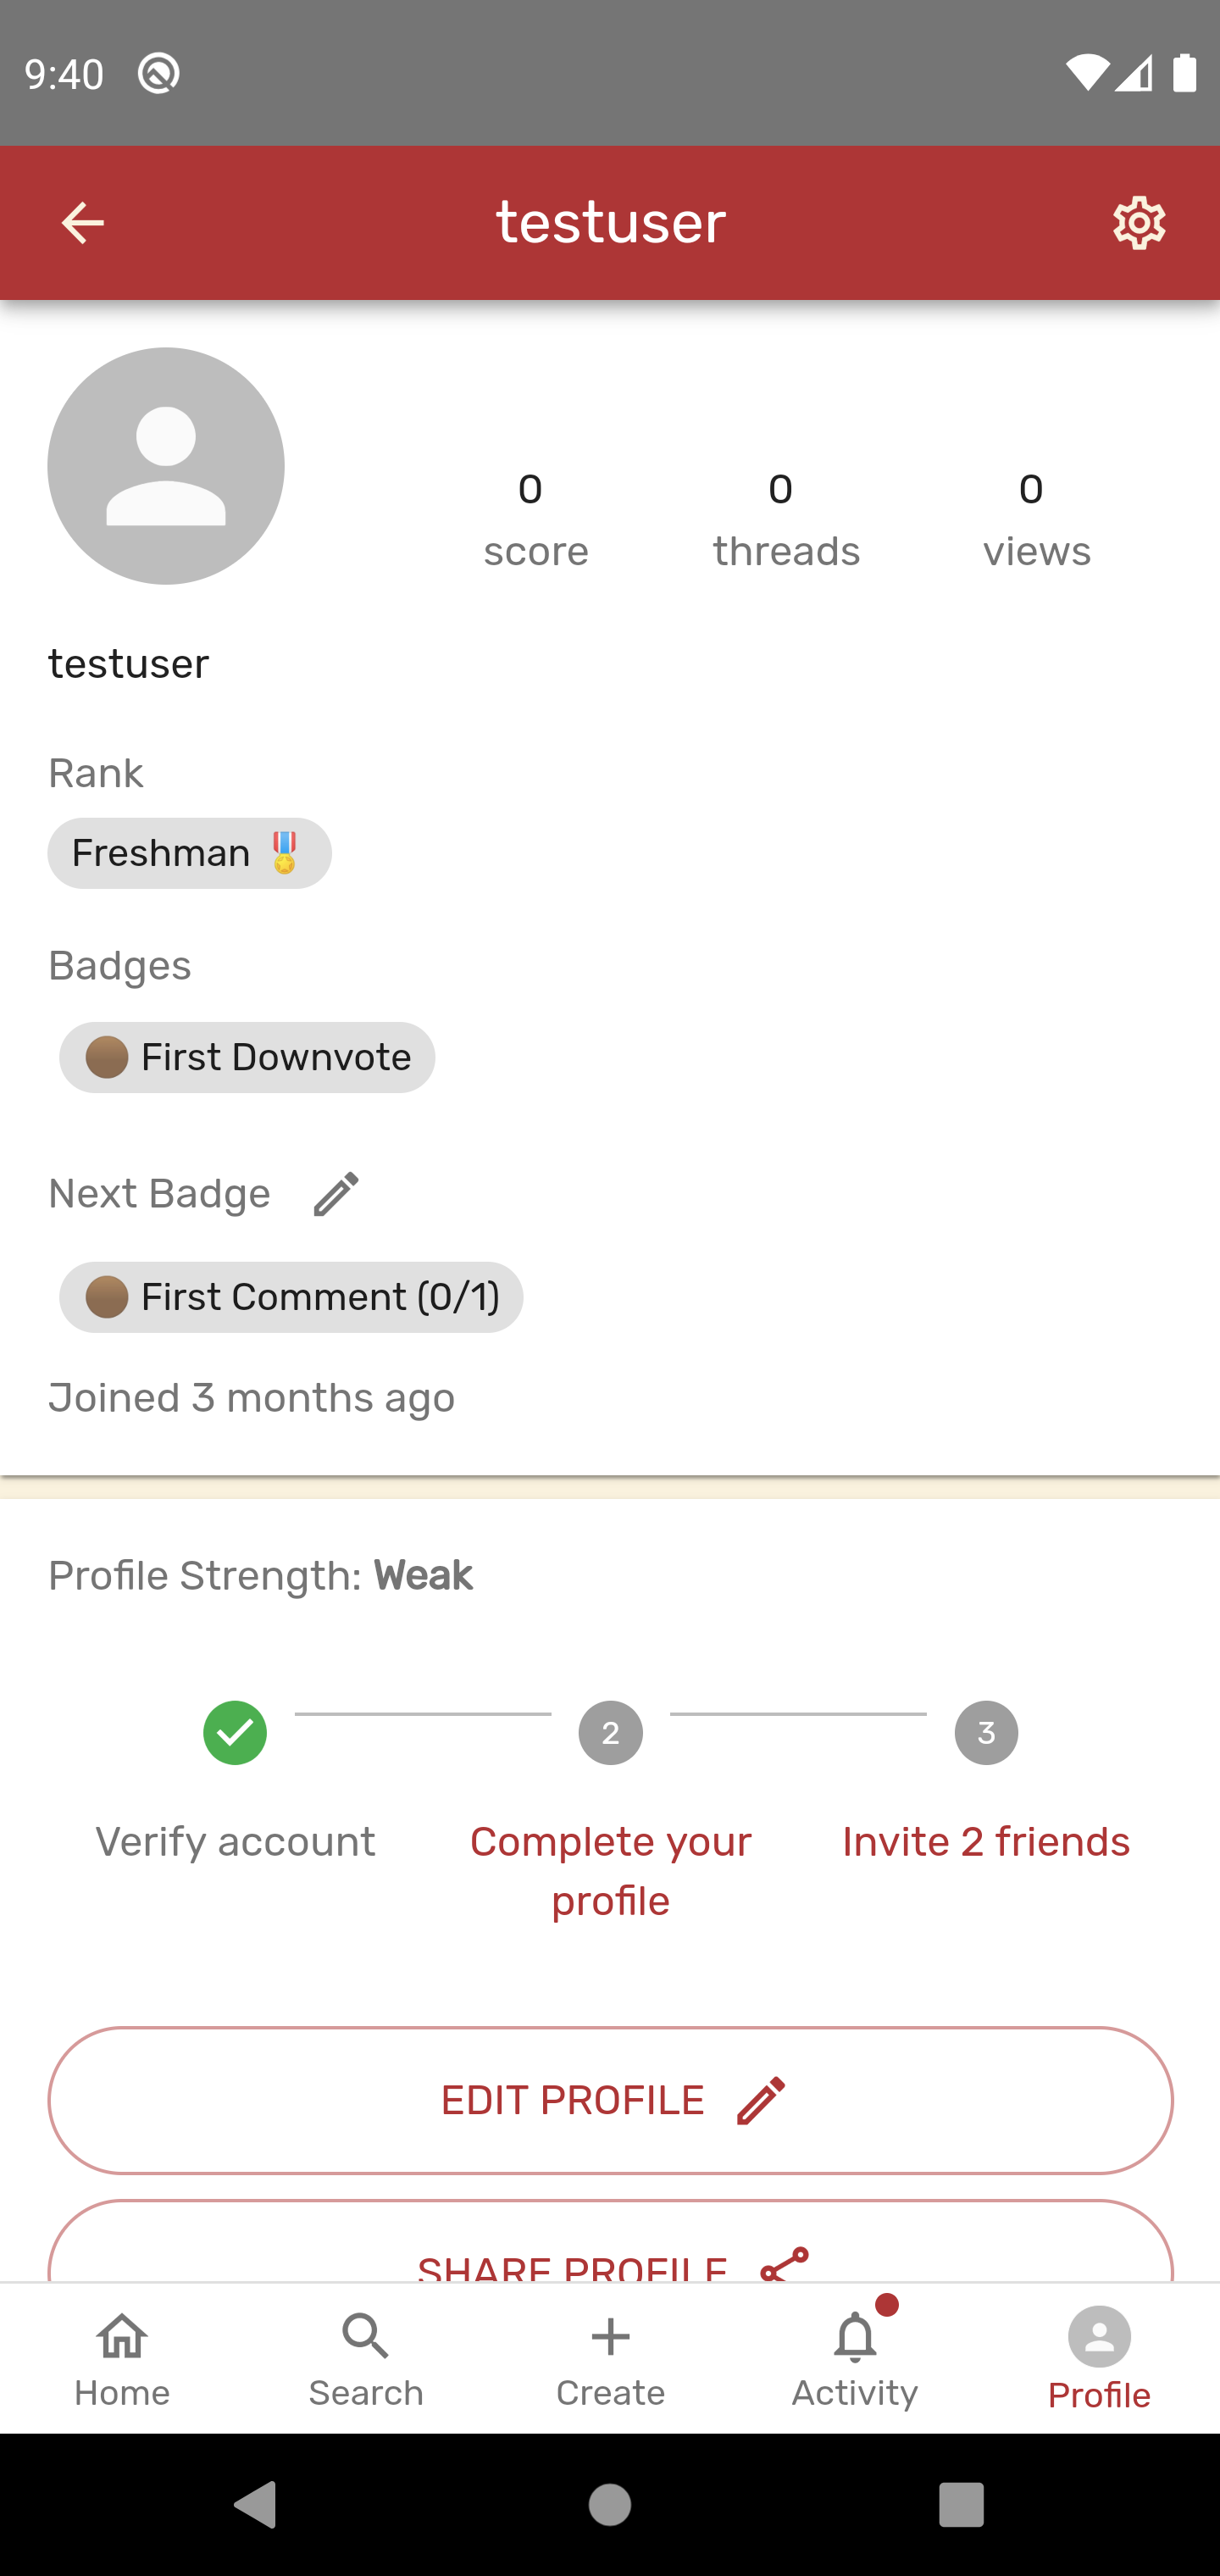 9:40
testuser
0 0 0
score threads views
testuser
Rank
Freshman 🎖️
Badges
First Downvote
Next Badge
First Comment (0/1)
Joined 3 months ago
Profile Strength: Weak
2 3
Verify account Complete your profile Invite 2 friends
EDIT PROFILE
SHARE PROFILE
Home Search Create Activity Profile